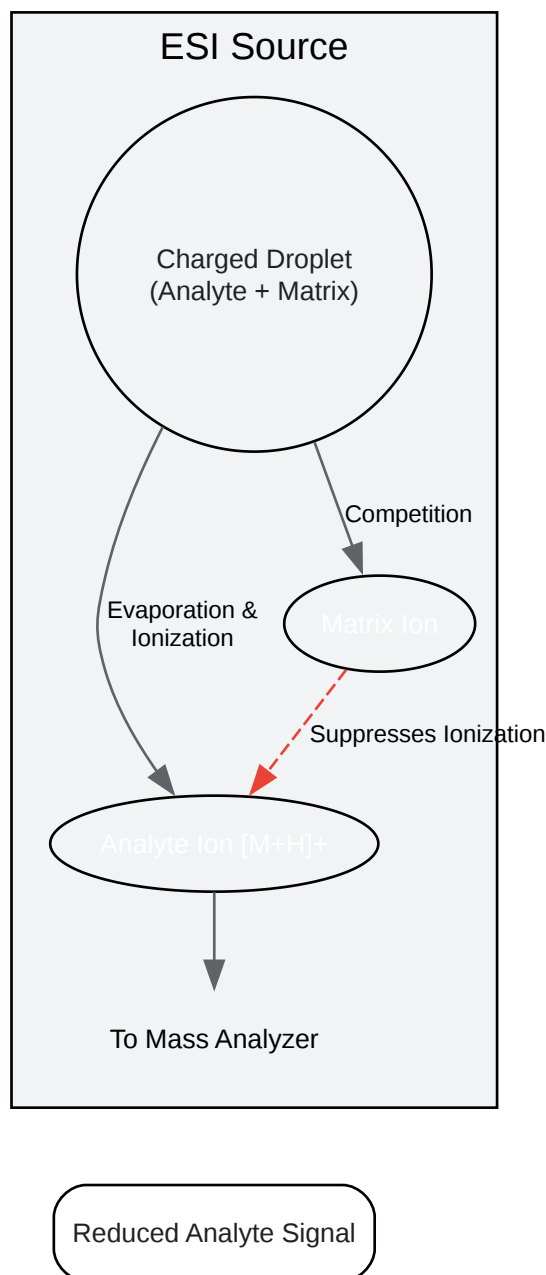 ESI Source
Charged Droplet
(Analyte + Matrix)
Competition
Evaporation &
Ionization
Matrix Ion
Suppresses Ionization
Analyte Ion [M+H]+
To Mass Analyzer
Reduced Analyte Signal